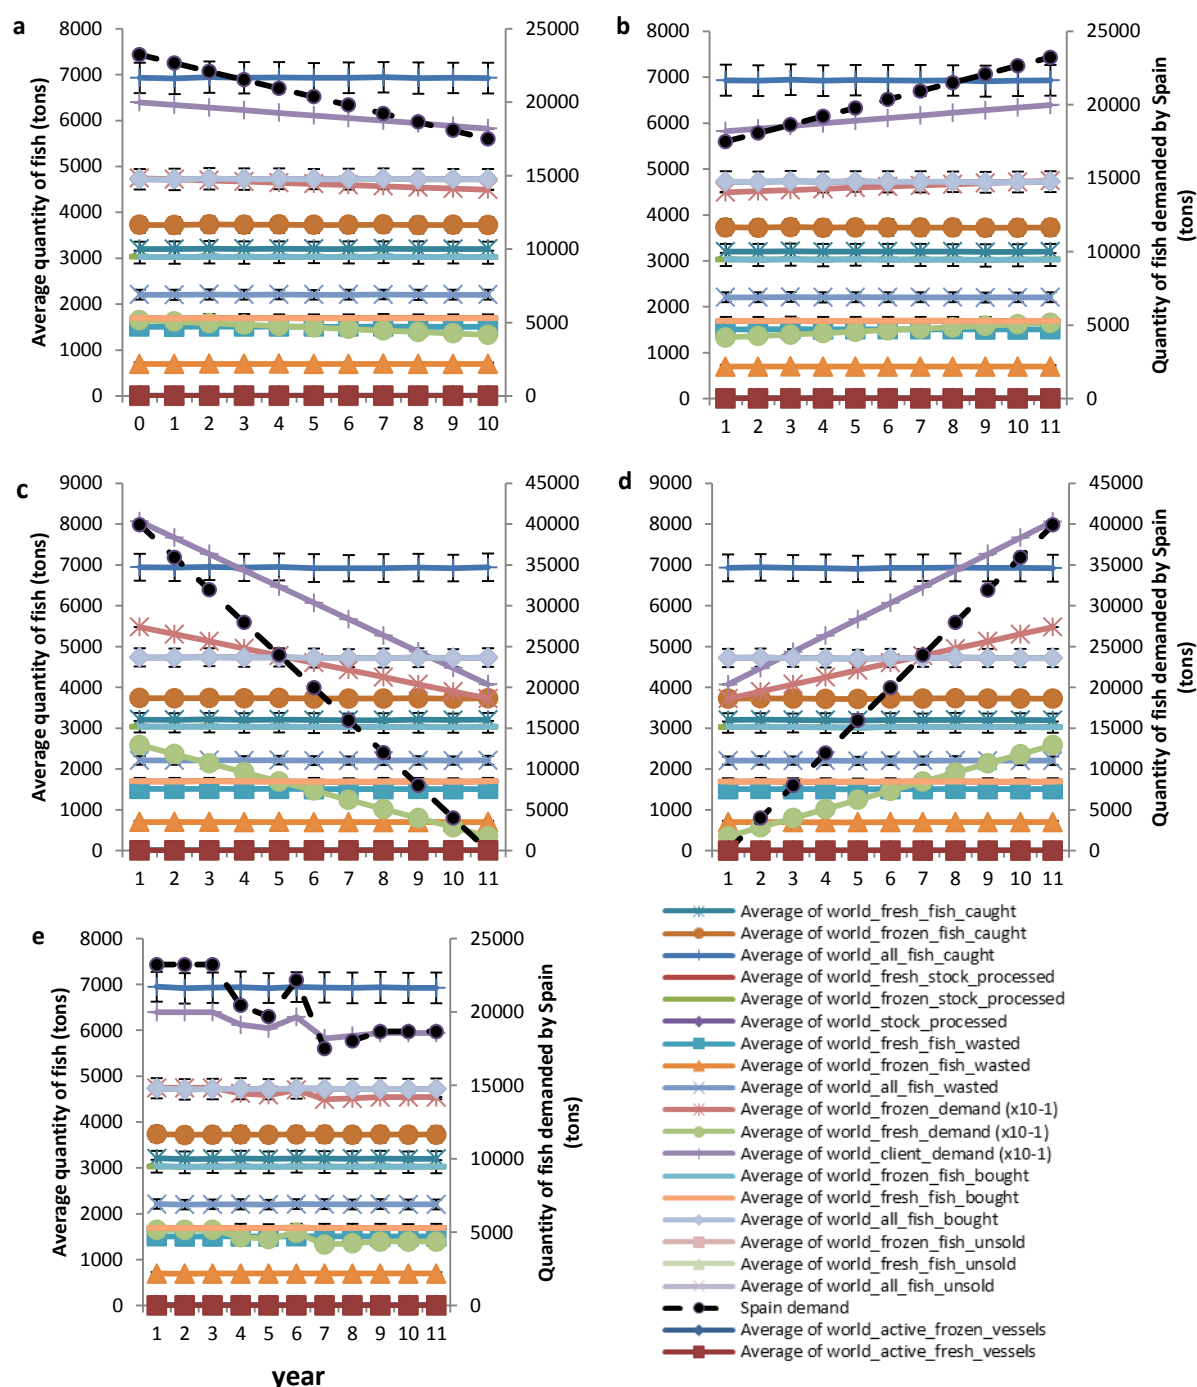 a
8000
7000
6000
5000
4000
3000
2000
1000
0
Average quantity of fish (tons)
25000
20000
15000
10000
5000
0
0 1 2 3 4 5 6 7 8 9 10
b
8000
7000
6000
5000
4000
3000
2000
1000
0
25000
20000
15000
10000
5000
0
Quantity of fish demanded by Spain
(tons)
1 2 3 4 5 6 7 8 9 10 11
c
9000
8000
7000
6000
5000
4000
3000
2000
1000
0
Average quantity of fish (tons)
45000
40000
35000
30000
25000
20000
15000
10000
5000
0
1 2 3 4 5 6 7 8 9 10 11
d
9000
8000
7000
6000
5000
4000
3000
2000
1000
0
45000
40000
35000
30000
25000
20000
15000
10000
5000
0
Quantity of fish demanded by Spain
(tons)
1 2 3 4 5 6 7 8 9 10 11
e
8000
7000
6000
5000
4000
3000
2000
1000
0
Average quantity of fish (tons)
25000
20000
15000
10000
5000
0
Quantity of fish demanded by Spain
(tons)
1 2 3 4 5 6 7 8 9 10 11
year
Average of world_fresh_fish_caught
Average of world_frozen_fish_caught
Average of world_all_fish_caught
Average of world_fresh_stock_processed
Average of world_frozen_stock_processed
Average of world_stock_processed
Average of world_fresh_fish_wasted
Average of world_frozen_fish_wasted
Average of world_all_fish_wasted
Average of world_frozen_demand (x10-1)
Average of world_fresh_demand (x10-1)
Average of world_client_demand (x10-1)
Average of world_frozen_fish_bought
Average of world_fresh_fish_bought
Average of world_all_fish_bought
Average of world_frozen_fish_unsold
Average of world_fresh_fish_unsold
Average of world_all_fish_unsold
Spain demand
Average of world_active_frozen_vessels
Average of world_active_fresh_vessels